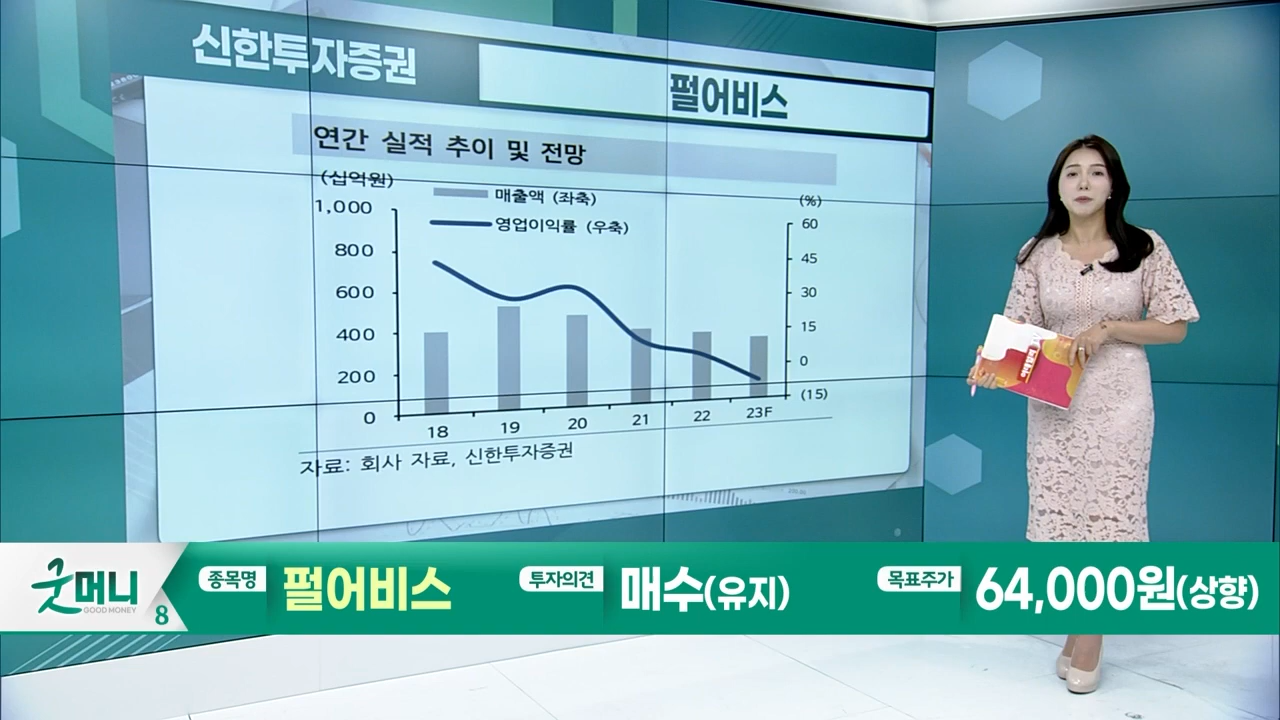 신한투자증권
펄어비스
연간 실적 추이 및 전망
(십억원)
매출액 (좌축)
영업이익률 (우축)
(%)
1,000
800
600
400
200
0
60
45
30
15
0
(15)
18 19 20 21 22 23F
자료: 회사 자료, 신한투자증권
굿머니
GOOD MONEY
8
종목명 펄어비스 투자의견 매수(유지) 목표주가 64,000원(상향)